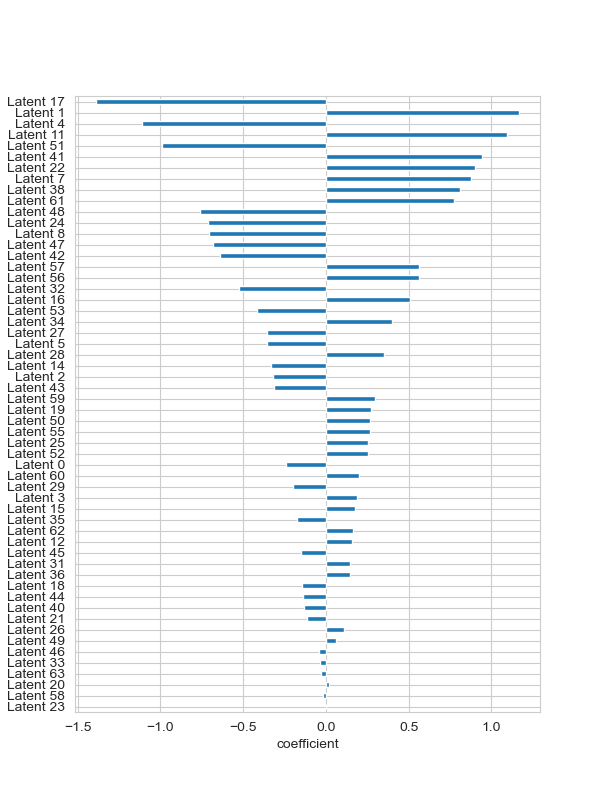 Latent 17
Latent 1
Latent 4
Latent 11
Latent 51
Latent 41
Latent 22
Latent 7
Latent 38
Latent 61
Latent 48
Latent 24
Latent 8
Latent 47
Latent 42
Latent 57
Latent 56
Latent 32
Latent 16
Latent 53
Latent 34
Latent 27
Latent 5
Latent 28
Latent 14
Latent 2
Latent 43
Latent 59
Latent 19
Latent 50
Latent 55
Latent 25
Latent 52
Latent 0
Latent 60
Latent 29
Latent 3
Latent 15
Latent 35
Latent 62
Latent 12
Latent 45
Latent 31
Latent 36
Latent 18
Latent 44
Latent 40
Latent 21
Latent 26
Latent 49
Latent 46
Latent 33
Latent 63
Latent 20
Latent 58
Latent 23
−1.5 −1.0 −0.5 0.0 0.5 1.0
coefficient